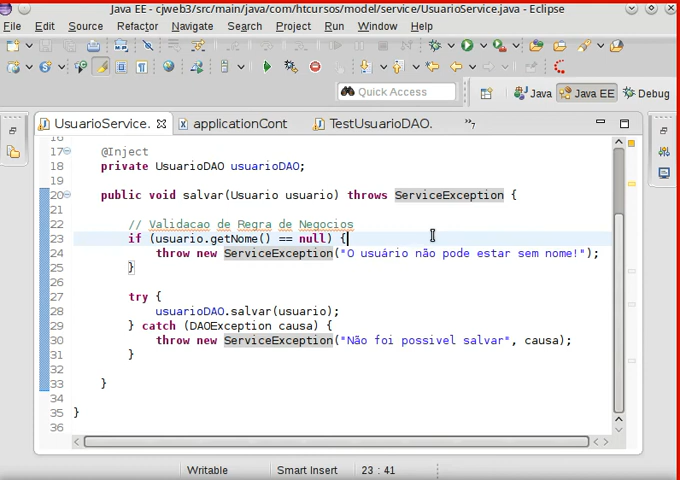 Java EE - cjweb3/src/main/java/com/htcursos/model/service/UsuarioService.java - Eclipse
File Edit Source Refactor Navigate Search Project Run Window Help
Quick Access
Java Java EE Debug
UsuarioService. applicationCont TestUsuarioDAO. »7
16
17 @Inject
18 private UsuarioDAO usuarioDAO;
19
20 public void salvar(Usuario usuario) throws ServiceException {
21
22 // Validacao de Regra de Negocios
23 if (usuario.getNome() == null) {
24 throw new ServiceException("O usuário não pode estar sem nome!");
25 }
26
27 try {
28 usuarioDAO.salvar(usuario);
29 } catch (DAOException causa) {
30 throw new ServiceException("Não foi possivel salvar", causa);
31 }
32
33 }
34
35 }
36
Writable Smart Insert 23 : 41